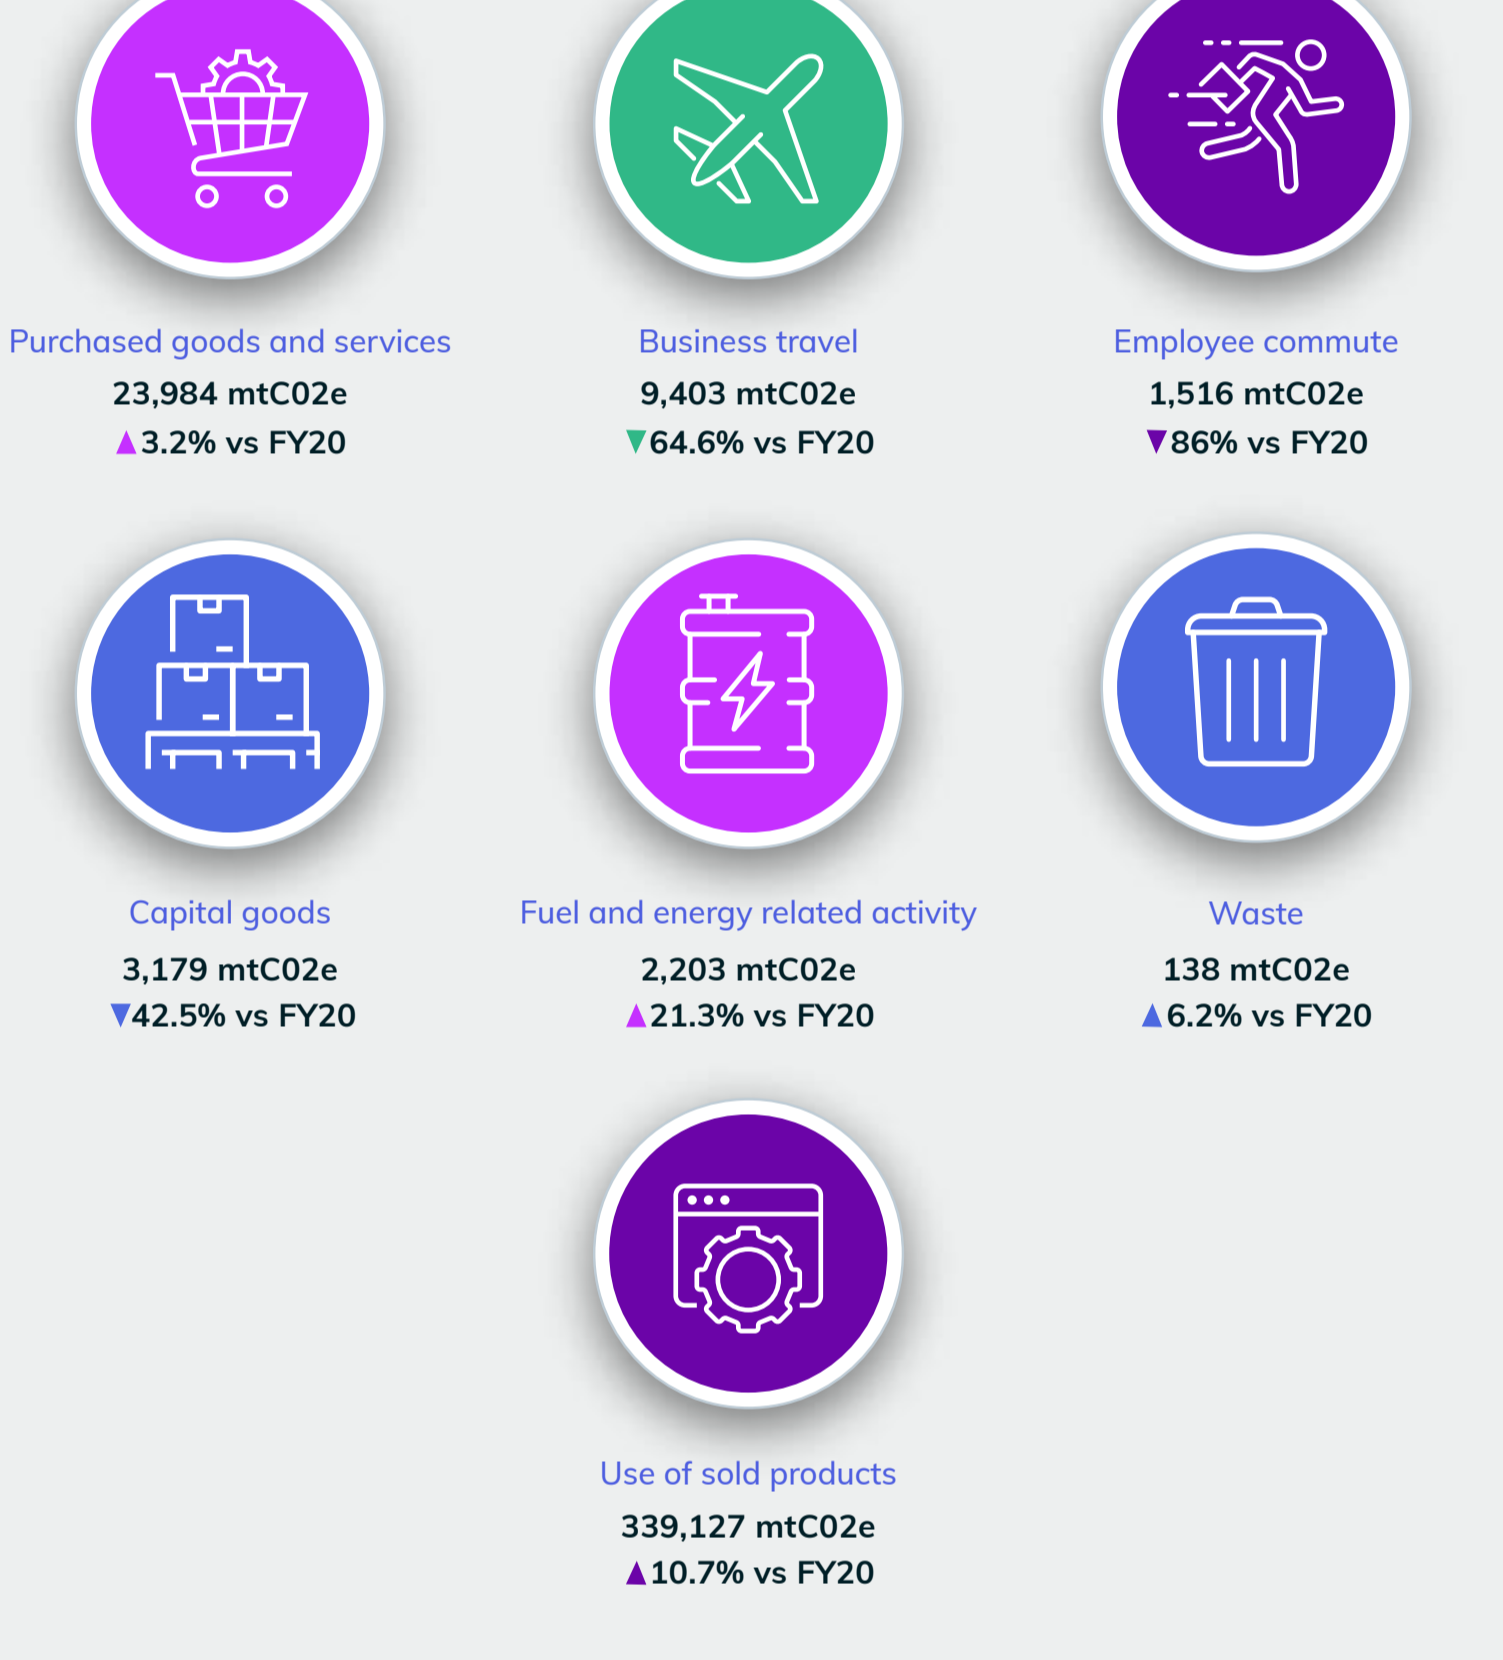 Purchased goods and services
23,984 mtC02e
▲3.2% vs FY20
Business travel
9,403 mtC02e
▼64.6% vs FY20
Employee commute
1,516 mtC02e
▼86% vs FY20
Capital goods
3,179 mtC02e
▼42.5% vs FY20
Fuel and energy related activity
2,203 mtC02e
▲21.3% vs FY20
Waste
138 mtC02e
▲6.2% vs FY20
Use of sold products
339,127 mtC02e
▲10.7% vs FY20